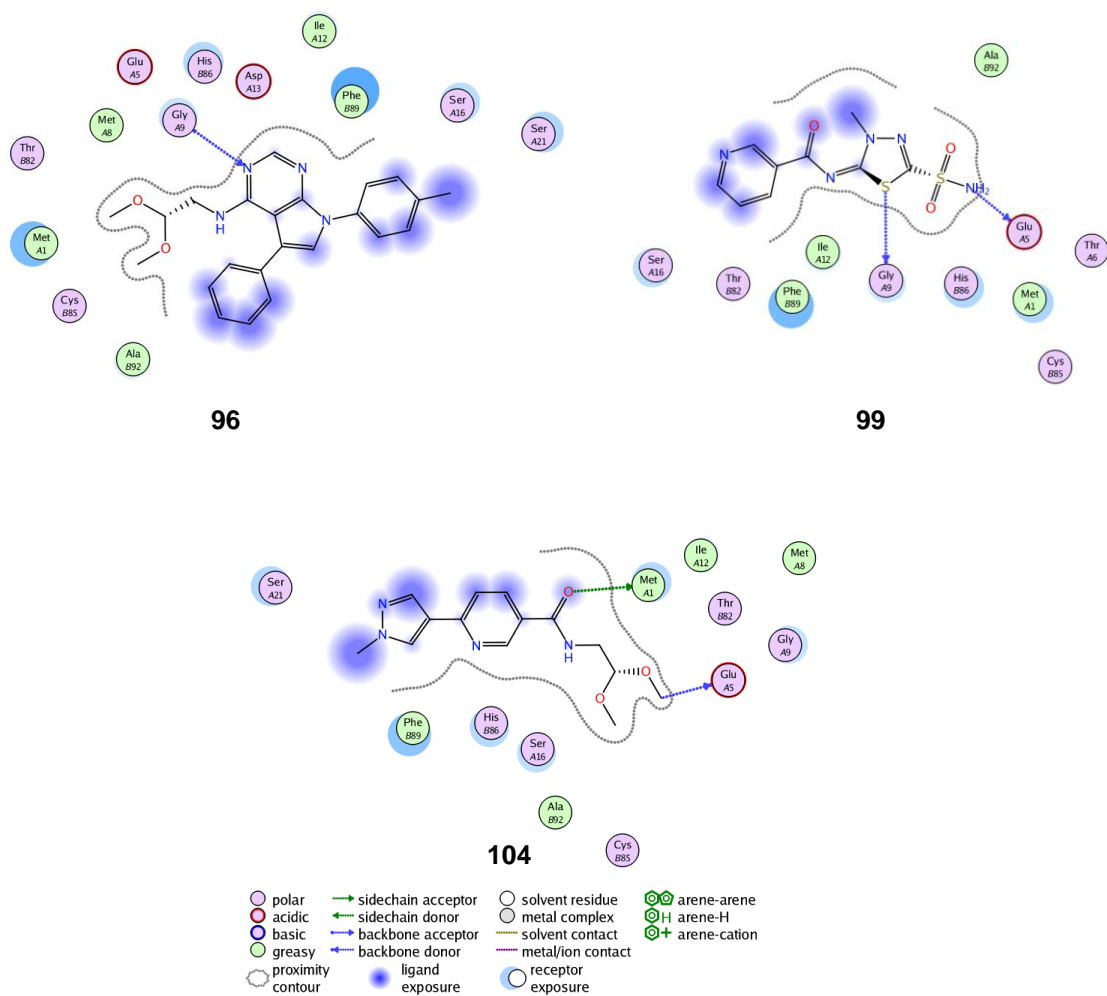 Ile
A12
Glu
A5
His
B86
Asp
A13
Phe
B89
Ser
A16
Met
A8
Gly
A9
Ser
A21
Thr
B82
N
N
N
O
N
H
O
Met
A1
Cys
B85
Ala
B92
96
Ala
B92
O
N
N
N
N
S
O
S
NH2
O
Glu
A5
Thr
A6
Ser
A16
Thr
B82
Ile
A12
Phe
B89
Gly
A9
His
B86
Met
A1
Cys
B85
99
Ile
A12
Met
A8
Ser
A21
Met
A1
Thr
B82
Gly
A9
O
N
N
N
N
H
O
O
Glu
A5
Phe
B89
His
B86
Ser
A16
Ala
B92
Cys
B85
104
polar
acidic
basic
greasy
proximity
contour
sidechain acceptor
sidechain donor
backbone acceptor
backbone donor
ligand
exposure
solvent residue
metal complex
solvent contact
metal/ion contact
receptor
exposure
arene-arene
H arene-H
+ arene-cation